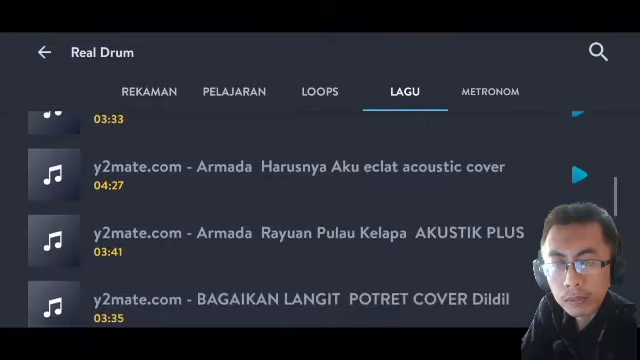 Real Drum
REKAMAN PELAJARAN LOOPS LAGU METRONOM
03:33
y2mate.com - Armada Harusnya Aku eclat acoustic cover
04:27
y2mate.com - Armada Rayuan Pulau Kelapa AKUSTIK PLUS
03:41
y2mate.com - BAGAIKAN LANGIT POTRET COVER Dildil
03:35